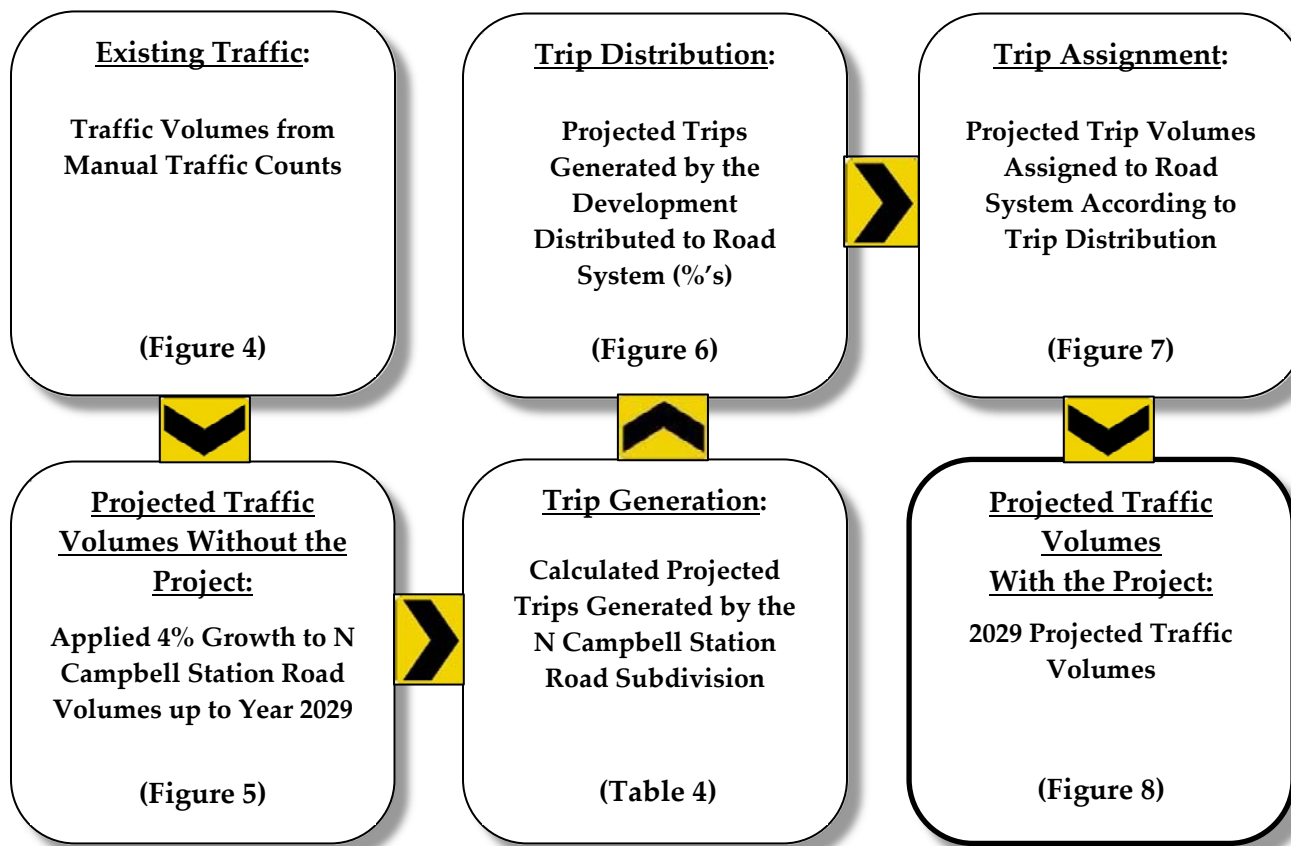 Existing Traffic:
Traffic Volumes from
Manual Traffic Counts
(Figure 4)
Projected Traffic
Volumes Without the
Project:
Applied 4% Growth to N
Campbell Station Road
Volumes up to Year 2029
(Figure 5)
Trip Generation:
Calculated Projected
Trips Generated by the
N Campbell Station
Road Subdivision
(Table 4)
Trip Distribution:
Projected Trips
Generated by the
Development
Distributed to Road
System (%'s)
(Figure 6)
Trip Assignment:
Projected Trip Volumes
Assigned to Road
System According to
Trip Distribution
(Figure 7)
Projected Traffic
Volumes
With the Project:
2029 Projected Traffic
Volumes
(Figure 8)